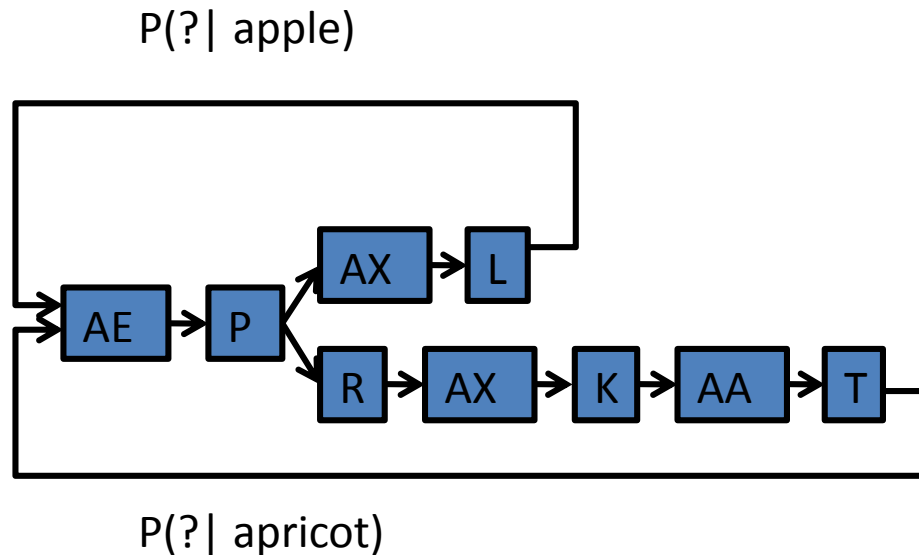 P(?| apple)
AX L
AE P
R AX K AA T
P(?| apricot)